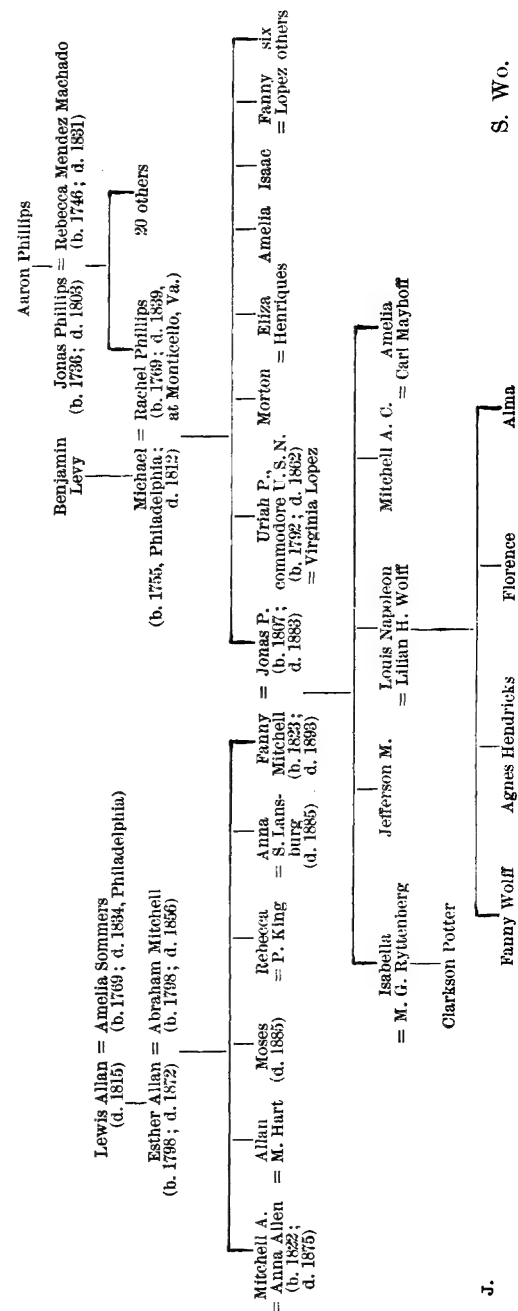 Aaron Phillips
Benjamin Levy
Jonas Phillips = Rebecca Mendez Machado
(b. 1736; d. 1803) (b. 1746; d. 1831)
Lewis Allan = Amelia Sommers
(d. 1815) (b. 1769; d. 1834, Philadelphia)
Michael = Rachel Phillips 20 others
(b. 1755, Philadelphia; d. 1812) (b. 1769; d. 1839, at Monticello, Va.)
Esther Allan = Abraham Mitchell
(b. 1798; d. 1872) (b. 1798; d. 1856)
Mitchell A. = Anna Allen (b. 1822; d. 1875)
Allan = M. Hart
Moses (d. 1885)
Rebecca = P. King
Anna = S. Lans-
burg (d. 1885)
Fanny Mitchell (b. 1823; d. 1893)
= Jonas P. (b. 1807; d. 1883)
Uriah P., commodore U. S. N. (b. 1792; d. 1862) = Virginia Lopez
Morton
Eliza = Henriques
Amelia
Isaac
Fanny = Lopez
six others
Isabella = M. G. Ryttenberg
Jefferson M.
Louis Napoleon = Lilian H. Wolff
Mitchell A. C.
Amelia = Carl Mayhoff
Clarkson Potter
Fanny Wolff
Agnes Hendricks
Florence
Alma
J.
S. Wo.